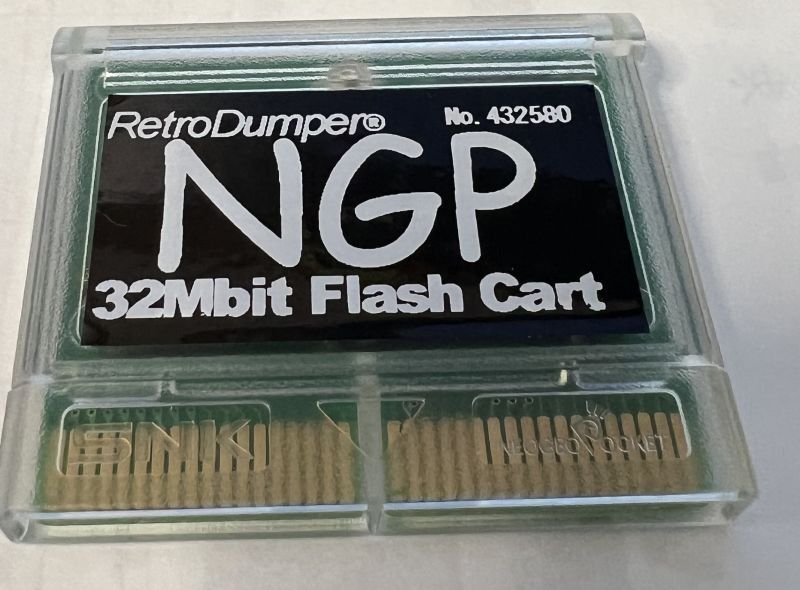 RetroDumper® No. 432580
NGP
32Mbit Flash Cart
SNK NEOGEO POCKET